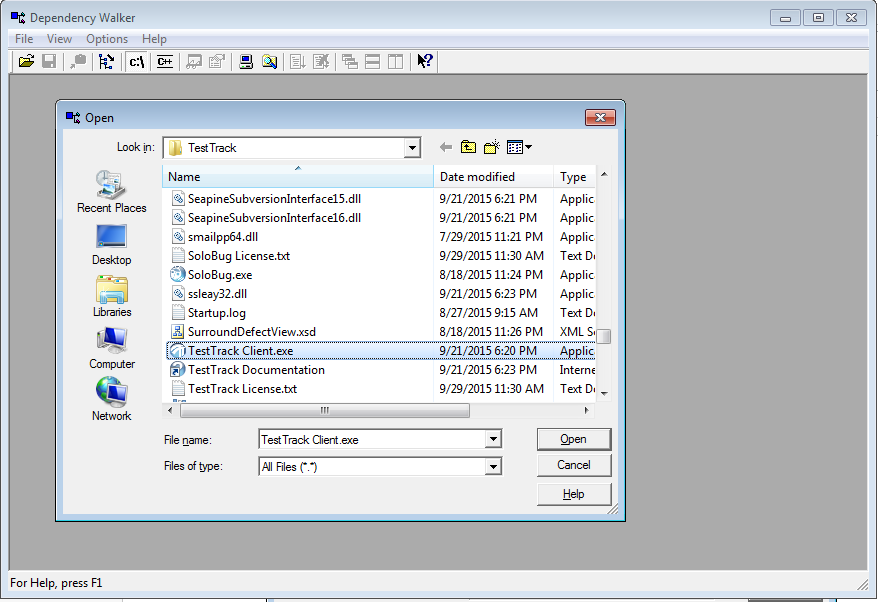 Dependency Walker
File View Options Help
c:\ C++
Open
Look in: TestTrack
Name Date modified Type
SeapineSubversionInterface15.dll 9/21/2015 6:21 PM Applic
SeapineSubversionInterface16.dll 9/21/2015 6:21 PM Applic
smailpp64.dll 7/29/2015 11:21 PM Applic
SoloBug License.txt 9/29/2015 11:30 AM Text Do
SoloBug.exe 8/18/2015 11:24 PM Applic
ssleay32.dll 9/21/2015 6:23 PM Applic
Startup.log 8/27/2015 9:15 AM Text Do
SurroundDefectView.xsd 8/18/2015 11:26 PM XML S
TestTrack Client.exe 9/21/2015 6:20 PM Applic
TestTrack Documentation 9/21/2015 6:23 PM Interne
TestTrack License.txt 9/29/2015 11:30 AM Text Do
Recent Places
Desktop
Libraries
Computer
Network
File name: TestTrack Client.exe Open
Files of type: All Files (*.*) Cancel
Help
For Help, press F1